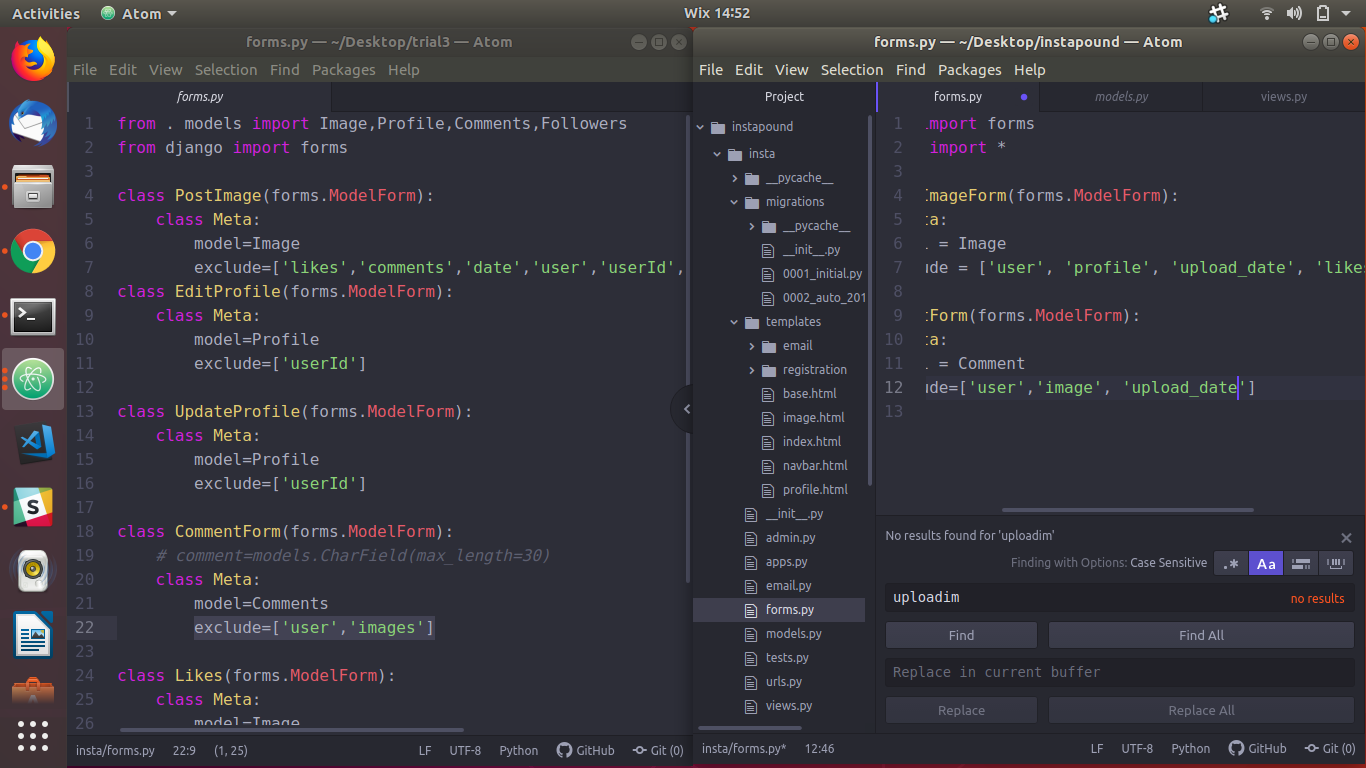 Activities
Atom
Wix 14:52
forms.py — ~/Desktop/trial3 — Atom
File Edit View Selection Find Packages Help
forms.py
1 from . models import Image,Profile,Comments,Followers
2 from django import forms
3
4 class PostImage(forms.ModelForm):
5 class Meta:
6 model=Image
7 exclude=['likes','comments','date','user','userId',
8 class EditProfile(forms.ModelForm):
9 class Meta:
10 model=Profile
11 exclude=['userId']
12
13 class UpdateProfile(forms.ModelForm):
14 class Meta:
15 model=Profile
16 exclude=['userId']
17
18 class CommentForm(forms.ModelForm):
19 # comment=models.CharField(max_length=30)
20 class Meta:
21 model=Comments
22 exclude=['user','images']
23
24 class Likes(forms.ModelForm):
25 class Meta:
26 model=Image
insta/forms.py 22:9 (1, 25) LF UTF-8 Python GitHub Git (0)
forms.py — ~/Desktop/instapound — Atom
File Edit View Selection Find Packages Help
Project
instapound
insta
__pycache__
migrations
__pycache__
__init__.py
0001_initial.py
0002_auto_201
templates
email
registration
base.html
image.html
index.html
navbar.html
profile.html
__init__.py
admin.py
apps.py
email.py
forms.py
models.py
tests.py
urls.py
views.py
forms.py models.py views.py
1 import forms
2 import *
3
4 ImageForm(forms.ModelForm):
5 ta:
6 = Image
7 ude = ['user', 'profile', 'upload_date', 'likes
8
9 tForm(forms.ModelForm):
10 ta:
11 = Comment
12 ude=['user','image', 'upload_date']
13
No results found for 'uploadim'
Finding with Options: Case Sensitive .* Aa
uploadim no results
Find Find All
Replace in current buffer
Replace Replace All
insta/forms.py* 12:46 LF UTF-8 Python GitHub Git (0)